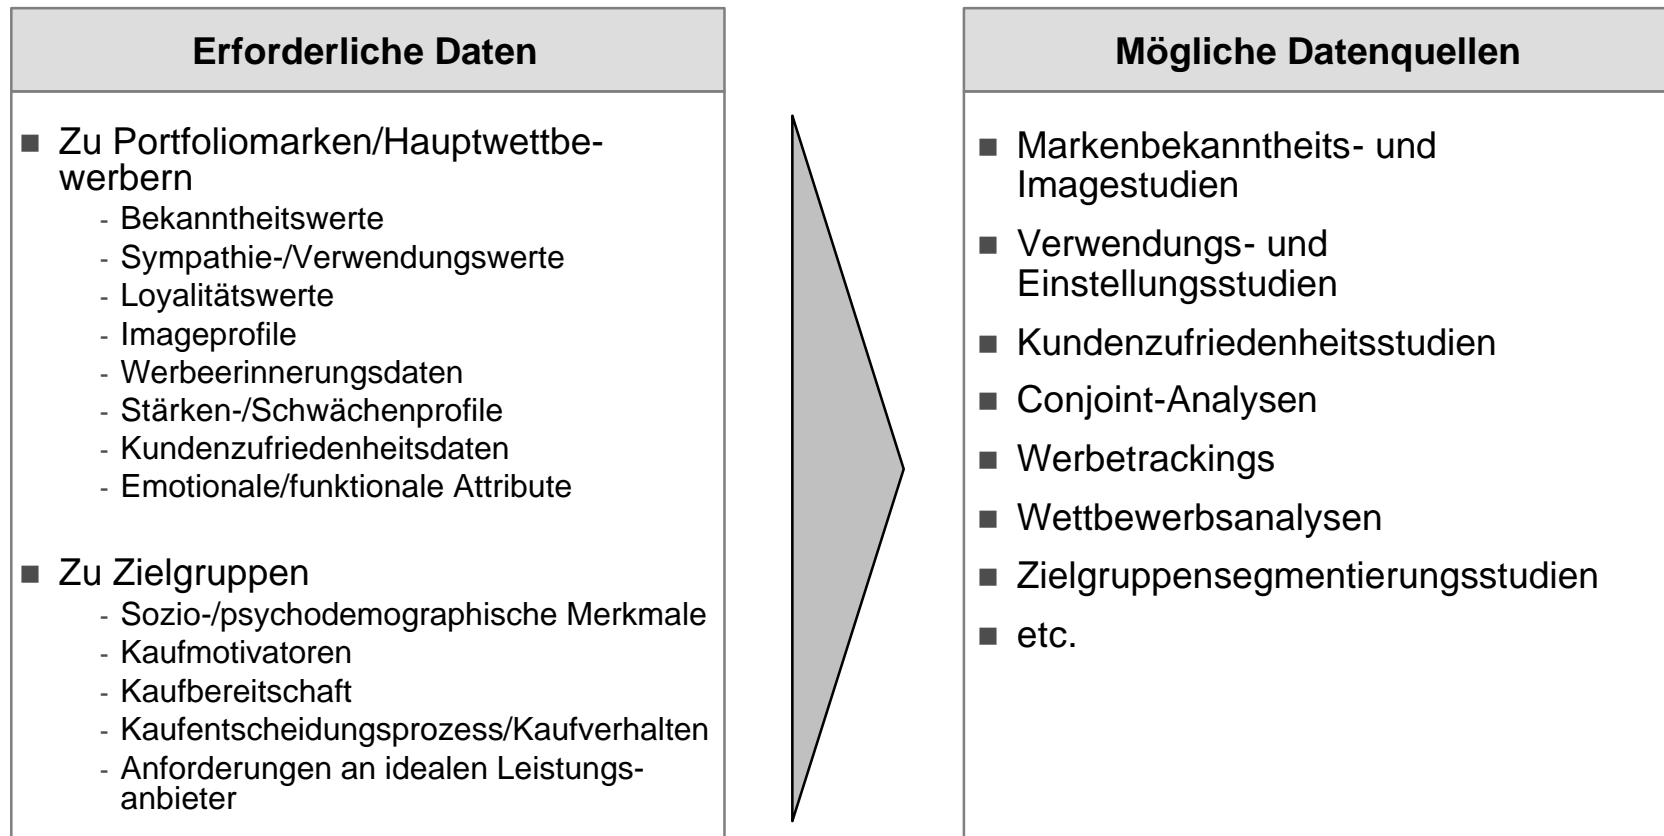 Erforderliche Daten
■ Zu Portfoliomarken/Hauptwettbe-
werbern
- Bekanntheitswerte
- Sympathie-/Verwendungswerte
- Loyalitätswerte
- Imageprofile
- Werbeerinnerungsdaten
- Stärken-/Schwächenprofile
- Kundenzufriedenheitsdaten
- Emotionale/funktionale Attribute
■ Zu Zielgruppen
- Sozio-/psychodemographische Merkmale
- Kaufmotivatoren
- Kaufbereitschaft
- Kaufentscheidungsprozess/Kaufverhalten
- Anforderungen an idealen Leistungs-
anbieter
Mögliche Datenquellen
■ Markenbekanntheits- und
Imagestudien
■ Verwendungs- und
Einstellungsstudien
■ Kundenzufriedenheitsstudien
■ Conjoint-Analysen
■ Werbetrackings
■ Wettbewerbsanalysen
■ Zielgruppensegmentierungsstudien
■ etc.